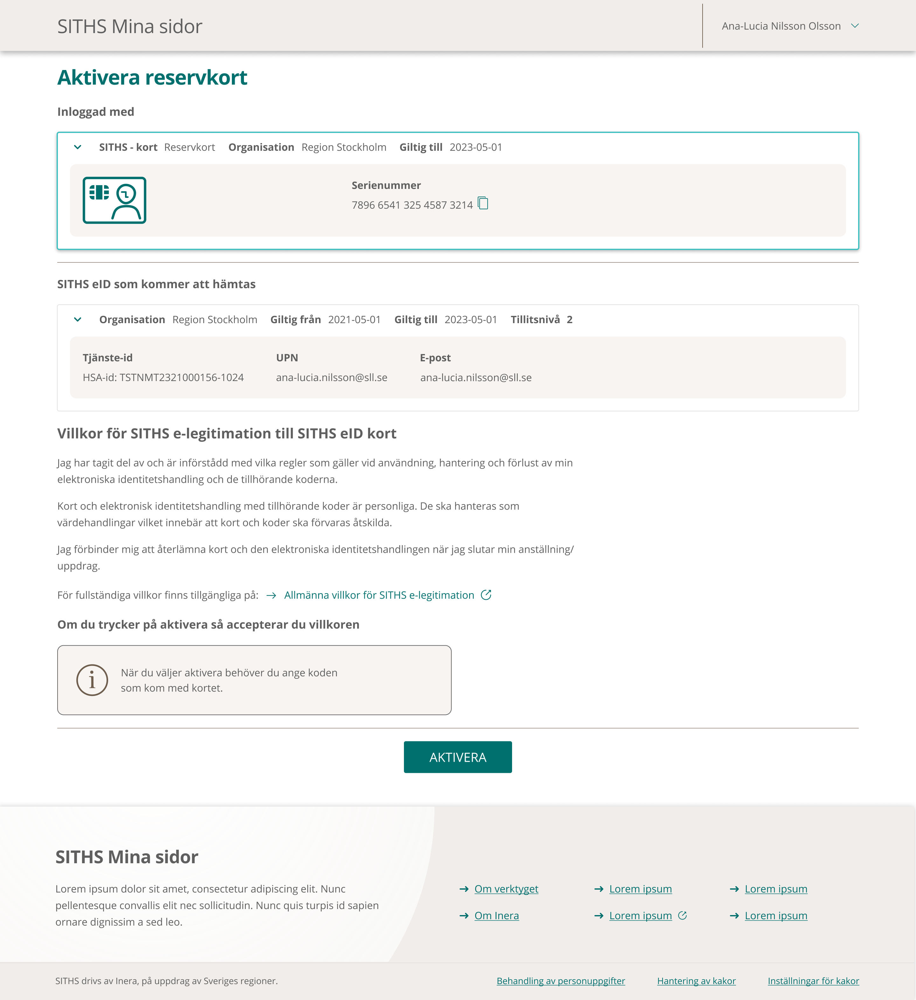 SITHS Mina sidor
Ana-Lucia Nilsson Olsson
Aktivera reservkort
Inloggad med
SITHS - kort Reservkort Organisation Region Stockholm Giltig till 2023-05-01
Serienummer
7896 6541 325 4587 3214
SITHS eID som kommer att hämtas
Organisation Region Stockholm Giltig från 2021-05-01 Giltig till 2023-05-01 Tillitsnivå 2
Tjänste-id UPN E-post
HSA-id: TSTNMT2321000156-1024 ana-lucia.nilsson@sll.se ana-lucia.nilsson@sll.se
Villkor för SITHS e-legitimation till SITHS eID kort
Jag har tagit del av och är införstådd med vilka regler som gäller vid användning, hantering och förlust av min
elektroniska identitetshandling och de tillhörande koderna.
Kort och elektronisk identitetshandling med tillhörande koder är personliga. De ska hanteras som
värdehandlingar vilket innebär att kort och koder ska förvaras åtskilda.
Jag förbinder mig att återlämna kort och den elektroniska identitetshandlingen när jag slutar min anställning/
uppdrag.
För fullständiga villkor finns tillgängliga på: → Allmänna villkor för SITHS e-legitimation
Om du trycker på aktivera så accepterar du villkoren
När du väljer aktivera behöver du ange koden
som kom med kortet.
AKTIVERA
SITHS Mina sidor
Lorem ipsum dolor sit amet, consectetur adipiscing elit. Nunc
pellentesque convallis elit nec sollicitudin. Nunc quis turpis id sapien
ornare dignissim a sed leo.
→ Om verktyget → Lorem ipsum → Lorem ipsum
→ Om Inera → Lorem ipsum → Lorem ipsum
SITHS drivs av Inera, på uppdrag av Sveriges regioner.
Behandling av personuppgifter Hantering av kakor Inställningar för kakor